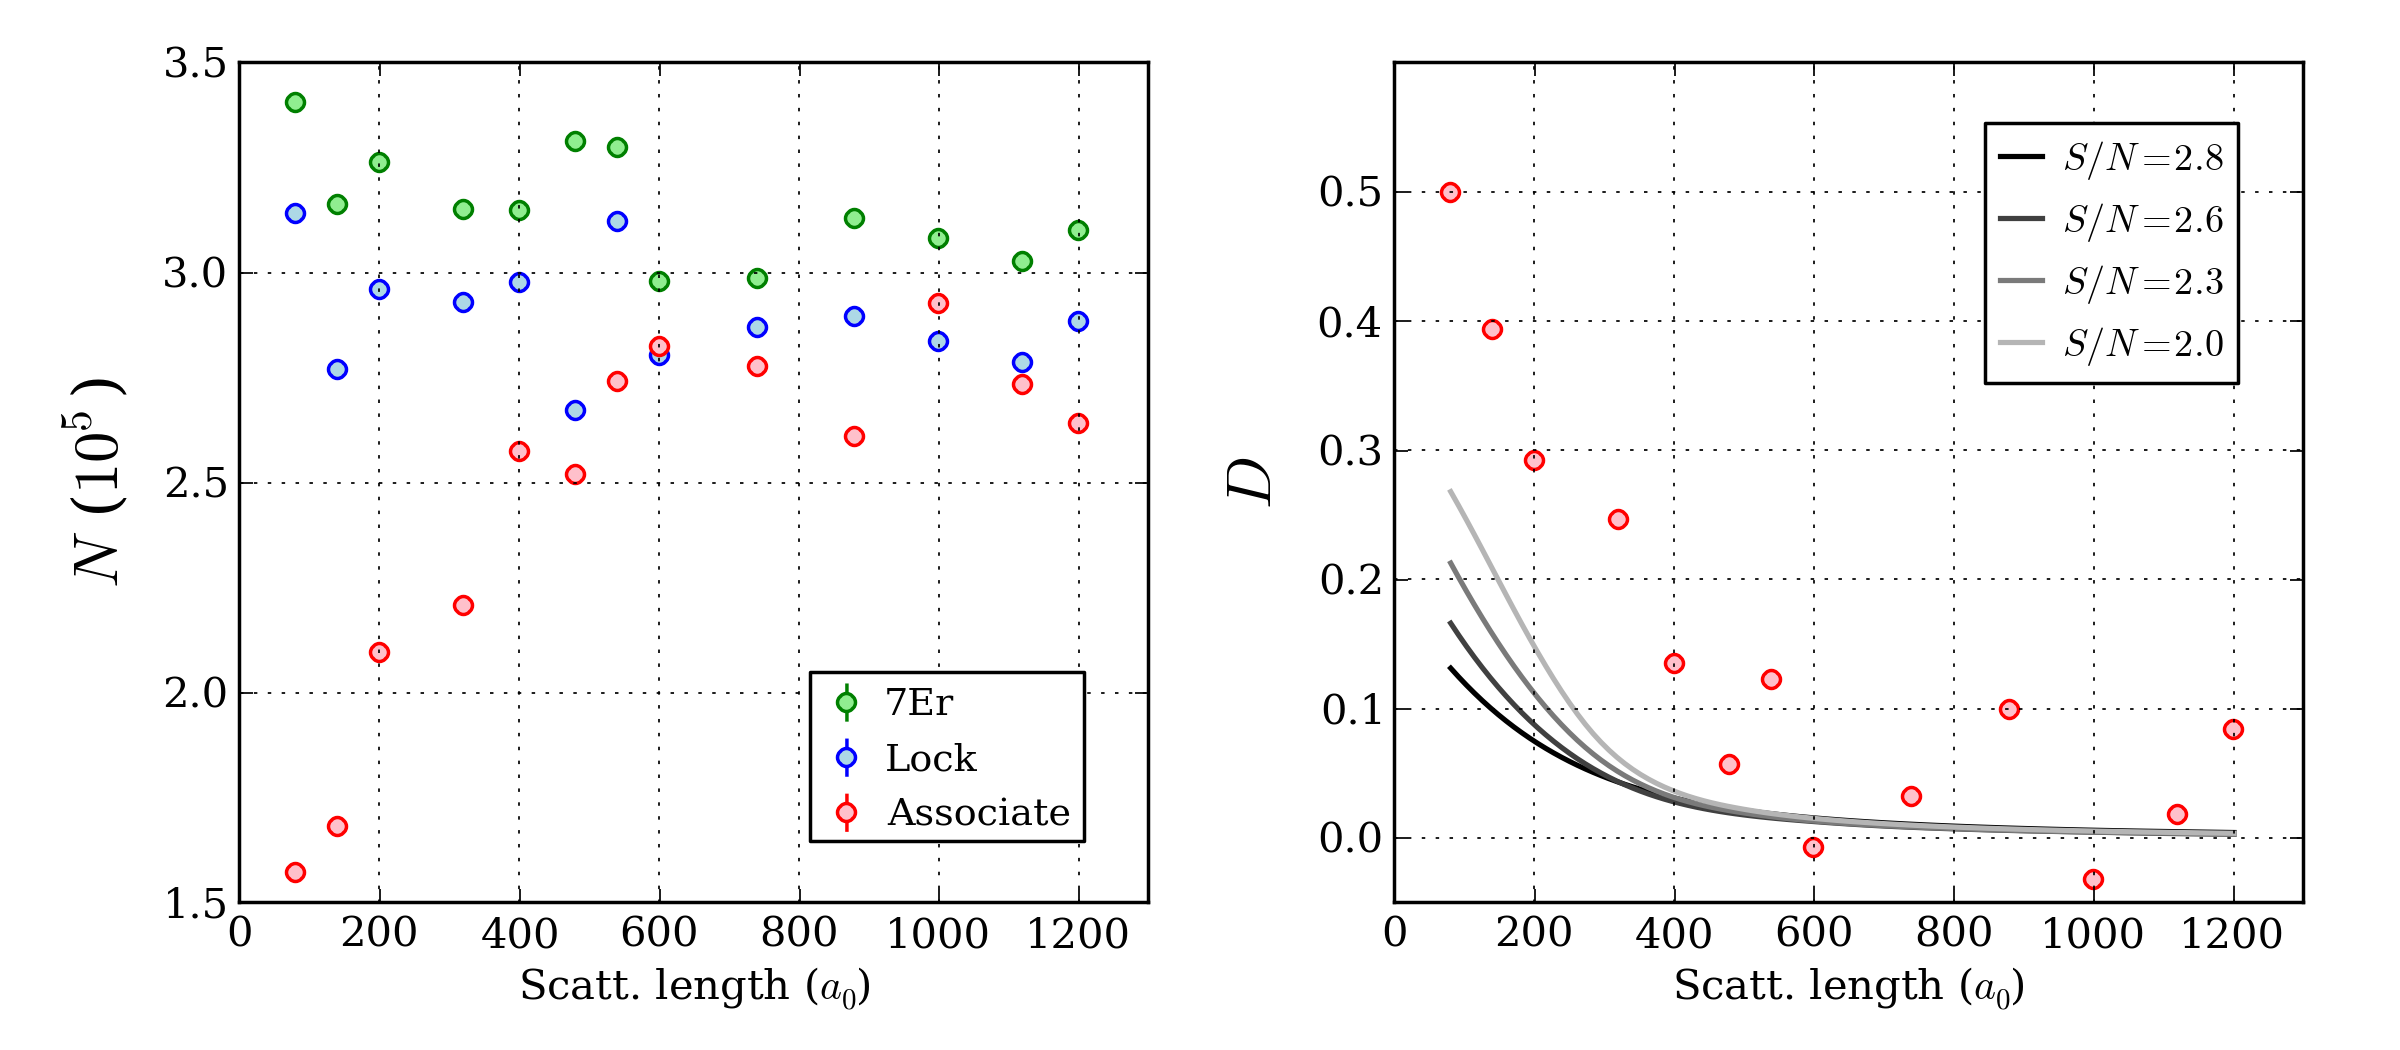 3.5
3.0
2.5
2.0
1.5
N (10^5)
0 200 400 600 800 1000 1200
Scatt. length (a_0)
7Er
Lock
Associate
0.5
0.4
0.3
0.2
0.1
0.0
D
0 200 400 600 800 1000 1200
Scatt. length (a_0)
S/N=2.8
S/N=2.6
S/N=2.3
S/N=2.0